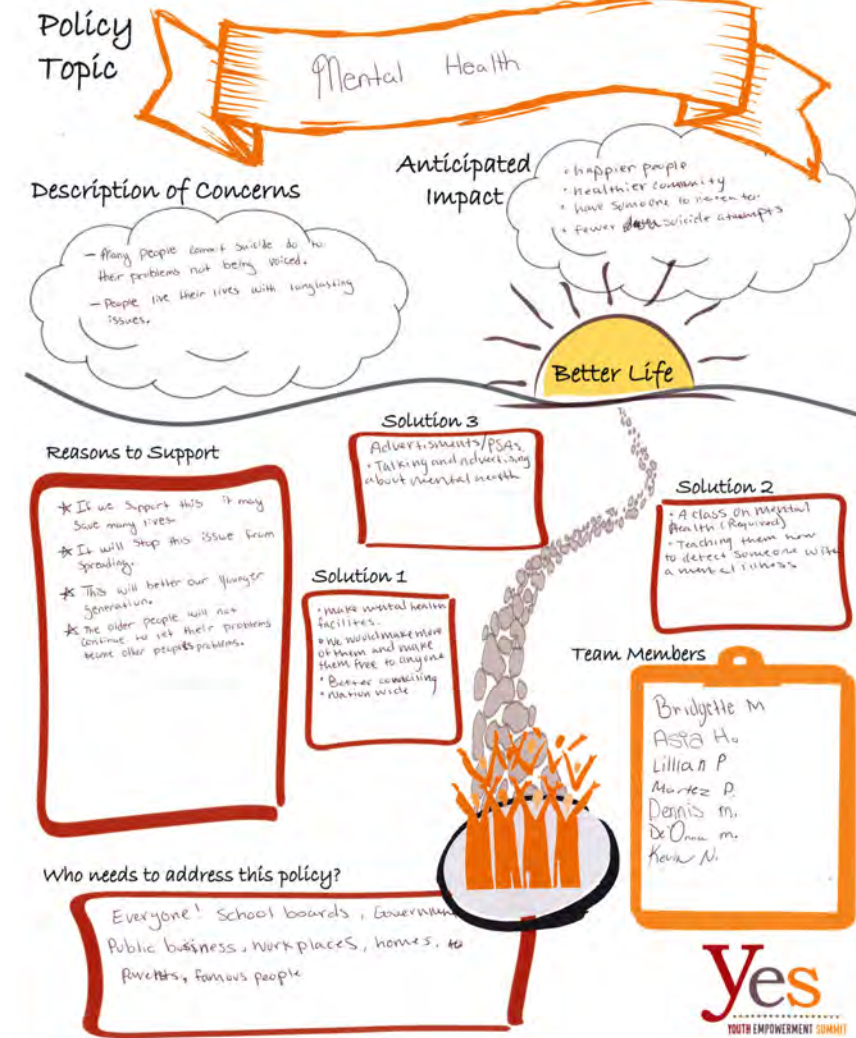 Policy
Topic
Mental Health
Description of Concerns
- Many people commit suicide do to
their problems not being voiced.
- People live their lives with longlasting
issues.
Anticipated
Impact
• happier people
• healthier community
• have someone to listen to
• fewer suicide attempts
Better Life
Reasons to Support
☆ If we support this it may
save many lives.
☆ It will stop this issue from
spreading.
☆ This will better our younger
generation.
☆ The older people will not
continue to let their problems
become other peoples problems.
Solution 3
Advertisments/PSAs.
• Talking and advertising
about mental health
Solution 2
• A class on Mental
Health (Required)
• Teaching them how
to detect someone with
a mental illness
Solution 1
• make mental health
facilites.
• we would make more
of them and make
them free to anyone
• Better
• Nation wide
Team Members
Bridgette M
Asia H.
Lillian P
Martez P.
Dennis m.
De'Onna m.
Kevin N.
Who needs to address this policy?
Everyone! School boards,
Public business, workplaces, homes,
Parents, famous people
yes
YOUTH EMPOWERMENT SUMMIT